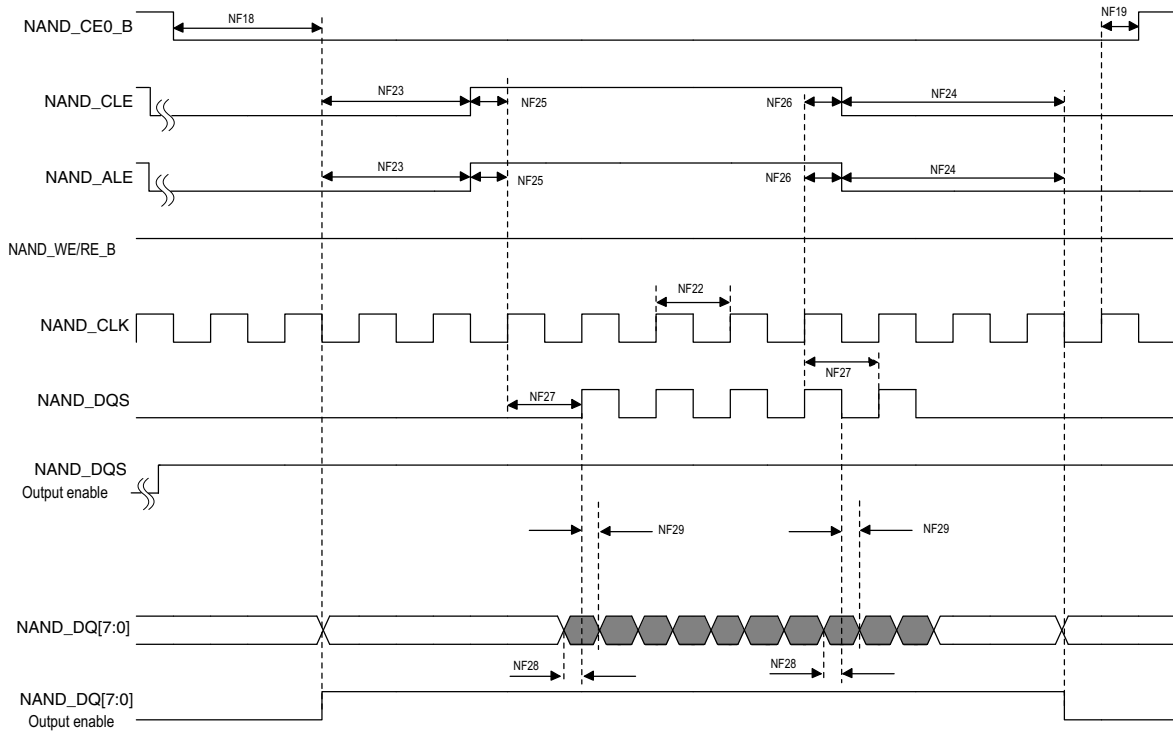 NF18
NF19
NAND_CE0_B
NF23
NF25
NF26
NF24
NAND_CLE
NF23
NF25
NF26
NF24
NAND_ALE
NAND_WE/RE_B
NF22
NAND_CLK
NF27
NF27
NAND_DQS
NAND_DQS
Output enable
NF29
NF29
NAND_DQ[7:0]
NF28
NF28
NAND_DQ[7:0]
Output enable